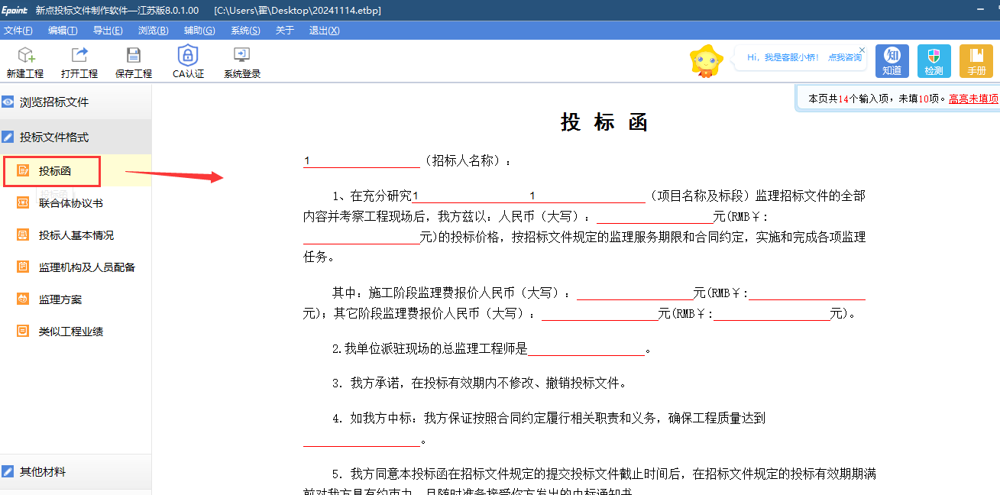 Epoint 新点投标文件制作软件—江苏版8.0.1.00 [C:\Users\翟\Desktop\20241114.etbp]
文件(F) 编辑(T) 导出(E) 浏览(B) 辅助(G) 系统(S) 关于 退出(X)
新建工程 打开工程 保存工程 CA认证 系统登录
Hi，我是客服小桥！ 点我咨询
知
知道 检测 手册
浏览招标文件
投标文件格式
投标函
投标函
联合体协议书
投标人基本情况
监理机构及人员配备
监理方案
类似工程业绩
其他材料
本页共14个输入项，未填10项。高亮未填项
投 标 函
1（招标人名称）：
1、在充分研究1 1（项目名称及标段）监理招标文件的全部
内容并考察工程现场后，我方兹以：人民币（大写）：元(RMB￥:
元)的投标价格，按招标文件规定的监理服务期限和合同约定，实施和完成各项监理
任务。
其中：施工阶段监理费报价人民币（大写）：元(RMB￥:
元)；其它阶段监理费报价人民币（大写）：元(RMB￥:元)。
2.我单位派驻现场的总监理工程师是。
3. 我方承诺，在投标有效期内不修改、撤销投标文件。
4. 如我方中标：我方保证按照合同约定履行相关职责和义务，确保工程质量达到
。
5. 我方同意本投标函在招标文件规定的提交投标文件截止时间后，在招标文件规定的投标有效期期满
前对我方具有约束力，且随时准备接受你方发出的中标通知书